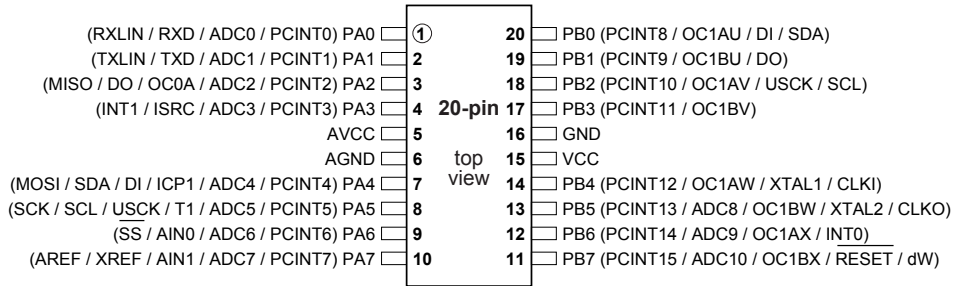 (RXLIN / RXD / ADC0 / PCINT0) PA0 1 20 PB0 (PCINT8 / OC1AU / DI / SDA)
(TXLIN / TXD / ADC1 / PCINT1) PA1 2 19 PB1 (PCINT9 / OC1BU / DO)
(MISO / DO / OC0A / ADC2 / PCINT2) PA2 3 18 PB2 (PCINT10 / OC1AV / USCK / SCL)
(INT1 / ISRC / ADC3 / PCINT3) PA3 4 20-pin 17 PB3 (PCINT11 / OC1BV)
AVCC 5 16 GND
AGND 6 top 15 VCC
view
(MOSI / SDA / DI / ICP1 / ADC4 / PCINT4) PA4 7 14 PB4 (PCINT12 / OC1AW / XTAL1 / CLKI)
(SCK / SCL / USCK / T1 / ADC5 / PCINT5) PA5 8 13 PB5 (PCINT13 / ADC8 / OC1BW / XTAL2 / CLKO)
(SS / AIN0 / ADC6 / PCINT6) PA6 9 12 PB6 (PCINT14 / ADC9 / OC1AX / INT0)
(AREF / XREF / AIN1 / ADC7 / PCINT7) PA7 10 11 PB7 (PCINT15 / ADC10 / OC1BX / RESET / dW)